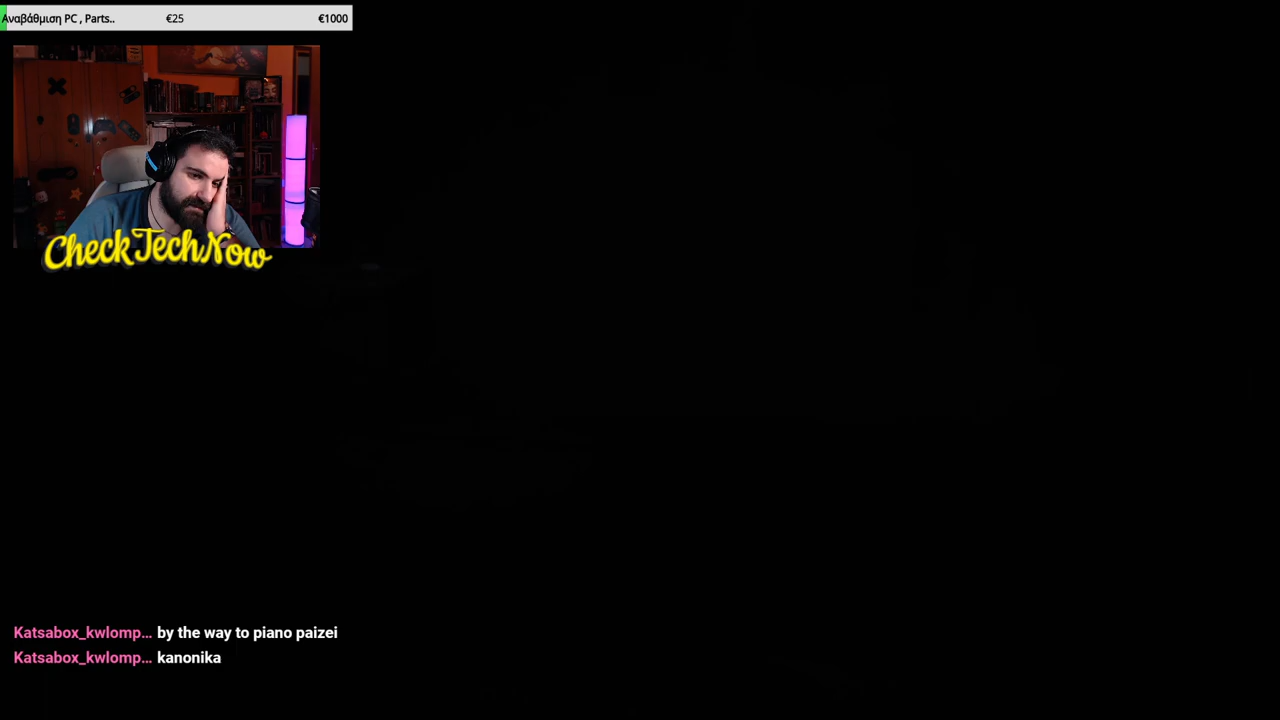 Αναβάθμιση PC , Parts.. €25 €1000
CheckTechNow
Katsabox_kwlomp... by the way to piano paizei
Katsabox_kwlomp... kanonika